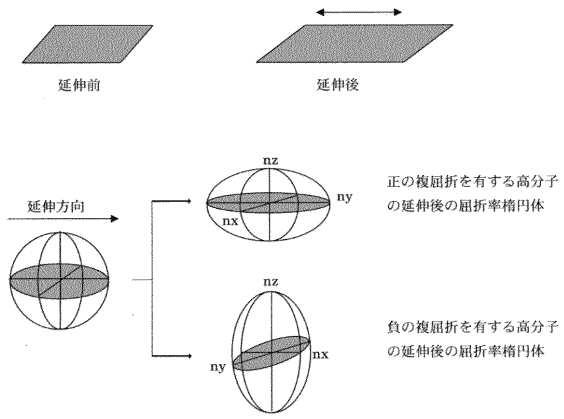 延伸前
延伸後
延伸方向
nz
ny
nx
正の複屈折を有する高分子
の延伸後の屈折率楕円体
nz
nx
ny
負の複屈折を有する高分子
の延伸後の屈折率楕円体